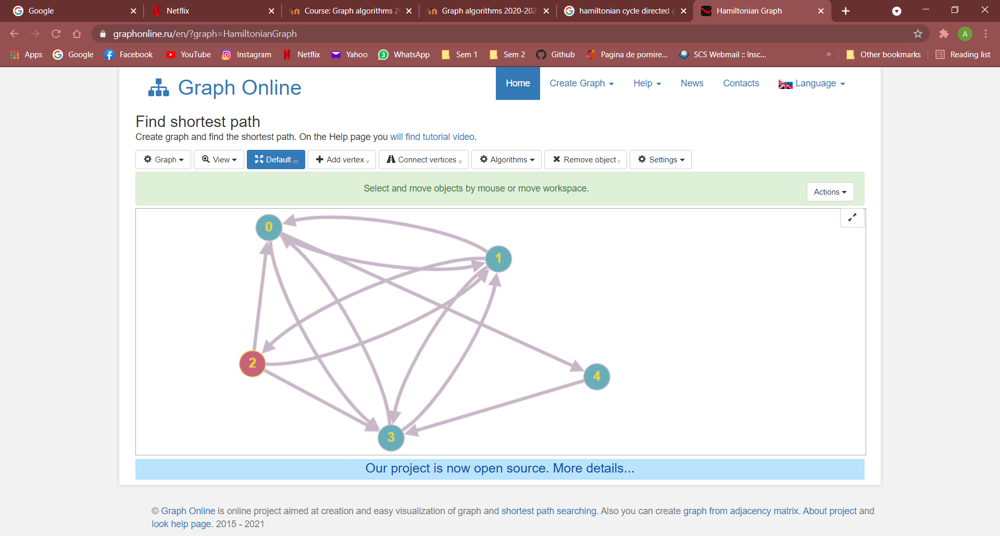 Google
Netflix
Course: Graph algorithms 2
Graph algorithms 2020-202
hamiltonian cycle directed g
Hamiltonian Graph
graphonline.ru/en/?graph=HamiltonianGraph
A
Apps
Google
Facebook
YouTube
Instagram
Netflix
Yahoo
3
WhatsApp
Sem 1
Sem 2
Github
Pagina de pornire...
SCS Webmail :: însc...
»
Other bookmarks
Reading list
Graph Online
Home
Create Graph
Help
News
Contacts
Language
Find shortest path
Create graph and find the shortest path. On the Help page you will find tutorial video.
Graph
View
Default m
Add vertex v
Connect vertices e
Algorithms
Remove object r
Settings
Select and move objects by mouse or move workspace.
Actions
0
1
2
4
3
Our project is now open source. More details...
© Graph Online is online project aimed at creation and easy visualization of graph and shortest path searching. Also you can create graph from adjacency matrix. About project and
look help page. 2015 - 2021